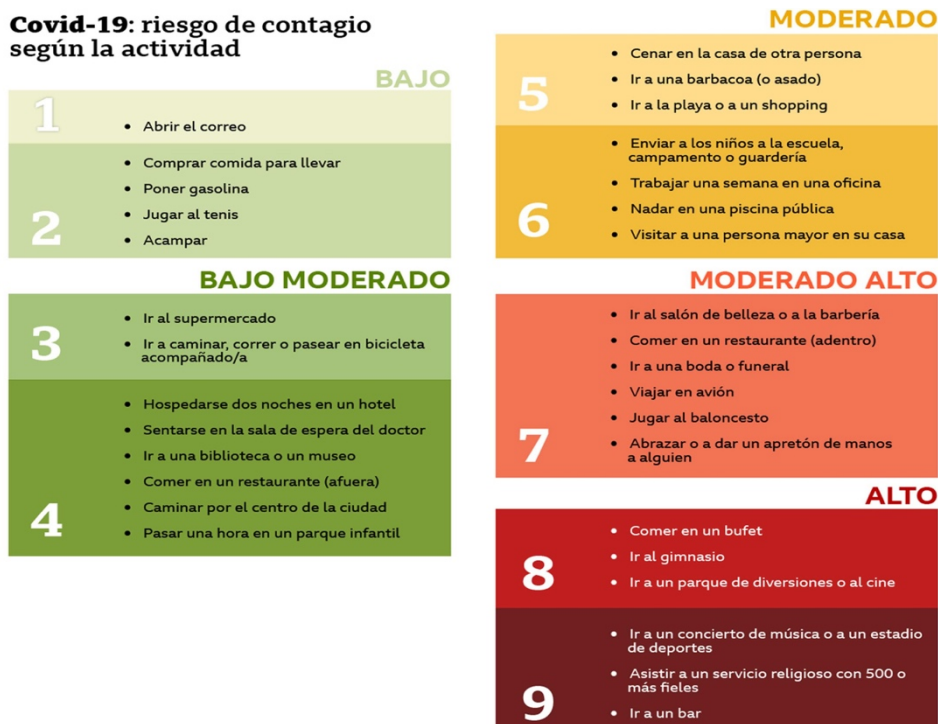 Covid-19: riesgo de contagio
según la actividad
BAJO
1
• Abrir el correo
2
• Comprar comida para llevar
• Poner gasolina
• Jugar al tenis
• Acampar
BAJO MODERADO
3
• Ir al supermercado
• Ir a caminar, correr o pasear en bicicleta
acompañado/a
4
• Hospedarse dos noches en un hotel
• Sentarse en la sala de espera del doctor
• Ir a una biblioteca o un museo
• Comer en un restaurante (afuera)
• Caminar por el centro de la ciudad
• Pasar una hora en un parque infantil
MODERADO
5
• Cenar en la casa de otra persona
• Ir a una barbacoa (o asado)
• Ir a la playa o a un shopping
6
• Enviar a los niños a la escuela,
campamento o guardería
• Trabajar una semana en una oficina
• Nadar en una piscina pública
• Visitar a una persona mayor en su casa
MODERADO ALTO
7
• Ir al salón de belleza o a la barbería
• Comer en un restaurante (adentro)
• Ir a una boda o funeral
• Viajar en avión
• Jugar al baloncesto
• Abrazar o a dar un apretón de manos
a alguien
ALTO
8
• Comer en un bufet
• Ir al gimnasio
• Ir a un parque de diversiones o al cine
9
• Ir a un concierto de música o a un estadio
de deportes
• Asistir a un servicio religioso con 500 o
más fieles
• Ir a un bar